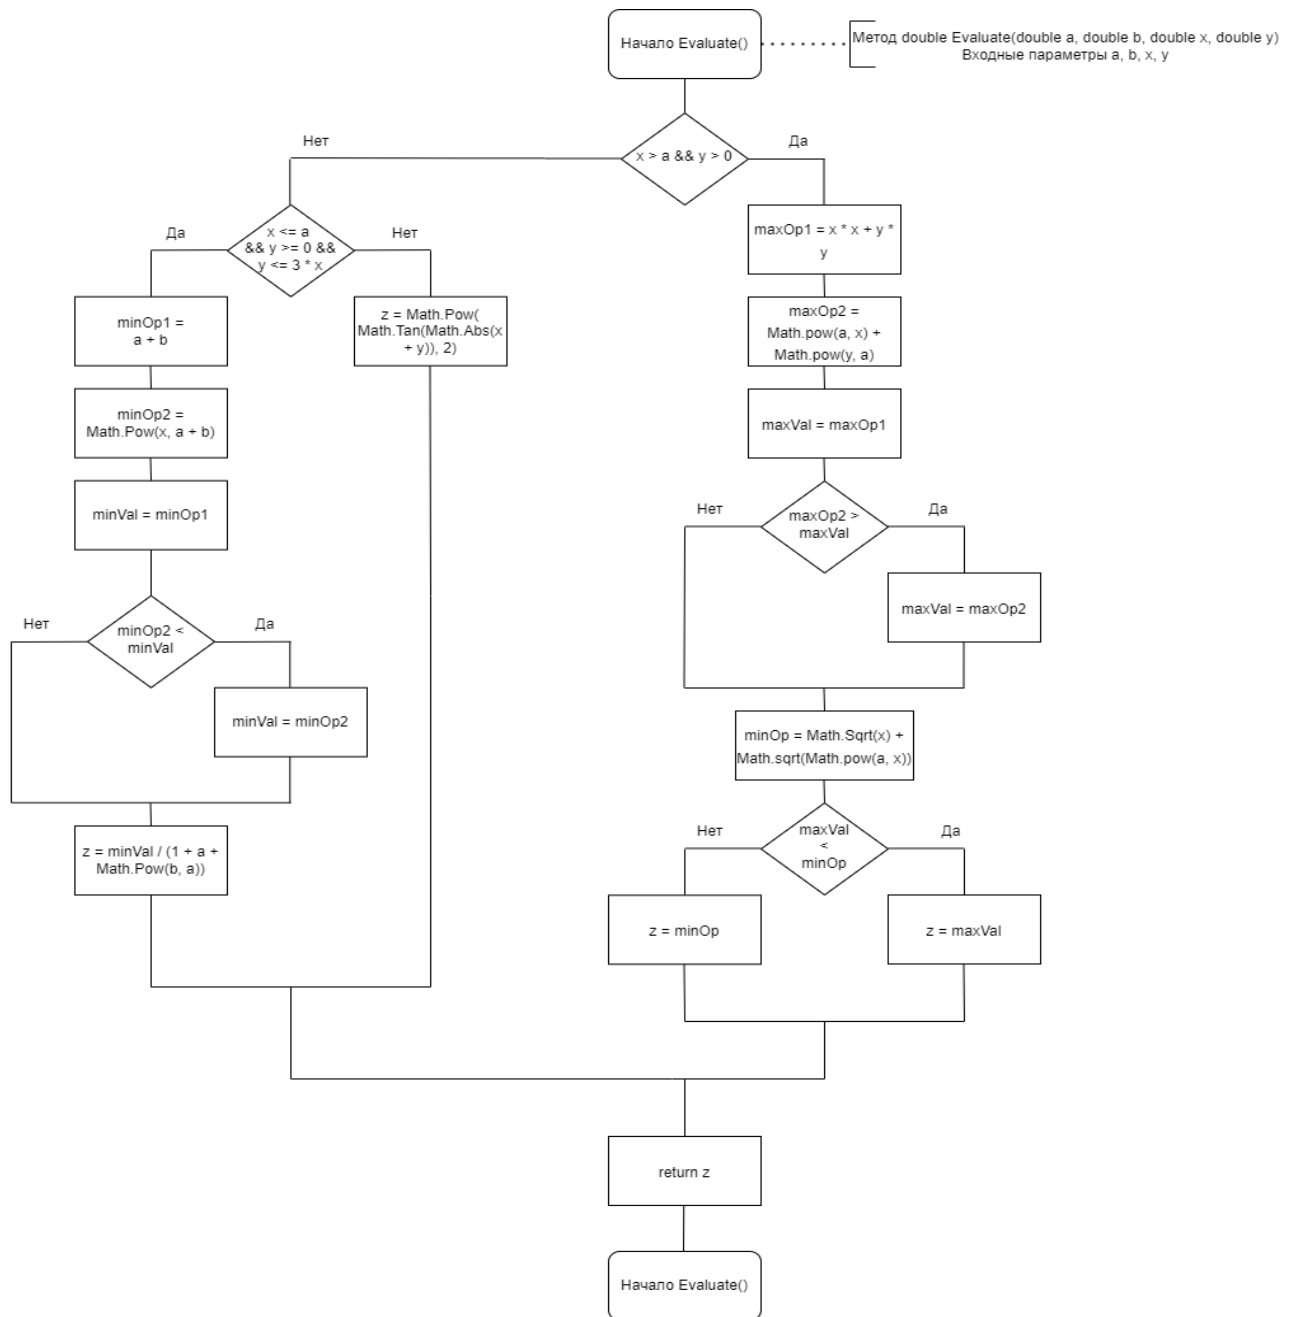 Начало Evaluate()
Метод double Evaluate(double a, double b, double x, double y)
Входные параметры a, b, x, y
x > a && y > 0
Нет
Да
x <= a
&& y >= 0 &&
y <= 3 * x
Да
Нет
minOp1 =
a + b
minOp2 =
Math.Pow(x, a + b)
minVal = minOp1
minOp2 <
minVal
Нет
Да
minVal = minOp2
z = minVal / (1 + a +
Math.Pow(b, a))
z = Math.Pow(
Math.Tan(Math.Abs(x
+ y)), 2)
maxOp1 = x * x + y *
y
maxOp2 =
Math.pow(a, x) +
Math.pow(y, a)
maxVal = maxOp1
maxOp2 >
maxVal
Нет
Да
maxVal = maxOp2
minOp = Math.Sqrt(x) +
Math.sqrt(Math.pow(a, x))
maxVal
<
minOp
Нет
Да
z = minOp
z = maxVal
return z
Начало Evaluate()